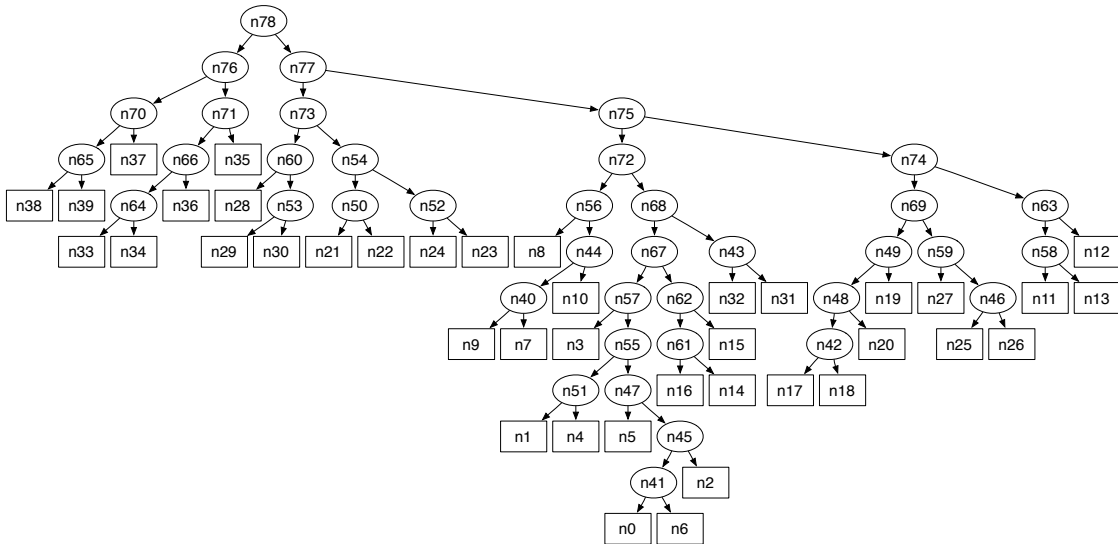 n78
n76 n77
n70 n71 n73 n75
n65 n37 n66 n35 n60 n54 n72 n74
n38 n39 n64 n36 n28 n53 n50 n52 n56 n68 n69 n63
n33 n34 n29 n30 n21 n22 n24 n23 n8 n44 n67 n43 n49 n59 n58 n12
n40 n10 n57 n62 n32 n31 n48 n19 n27 n46 n11 n13
n9 n7 n3 n55 n61 n15 n42 n20 n25 n26
n51 n47 n16 n14 n17 n18
n1 n4 n5 n45
n41 n2
n0 n6